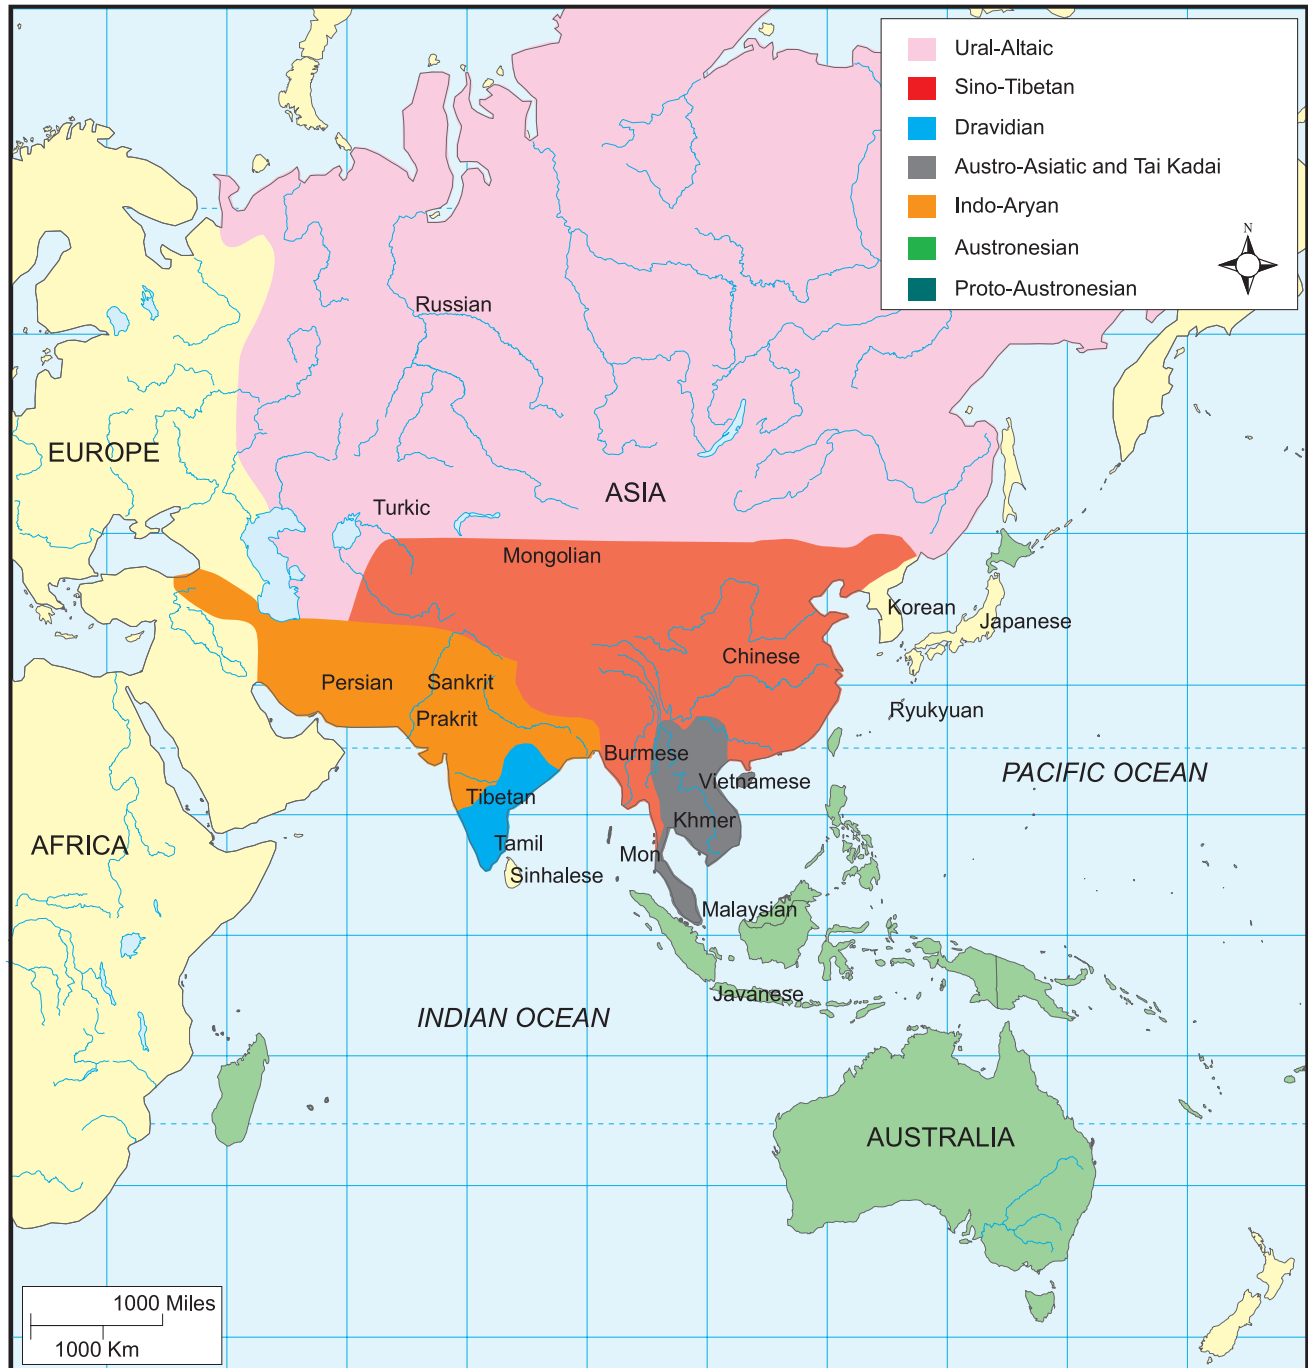 Ural-Altaic
Sino-Tibetan
Dravidian
Austro-Asiatic and Tai Kadai
Indo-Aryan
Austronesian
Proto-Austronesian
N
Russian
EUROPE
ASIA
Turkic
Mongolian
Korean
Japanese
Chinese
Persian
Sankrit
Prakrit
Ryukyuan
Burmese
PACIFIC OCEAN
Vietnamese
Tibetan
Khmer
AFRICA
Tamil
Mon
Sinhalese
Malaysian
Javanese
INDIAN OCEAN
AUSTRALIA
1000 Miles
1000 Km